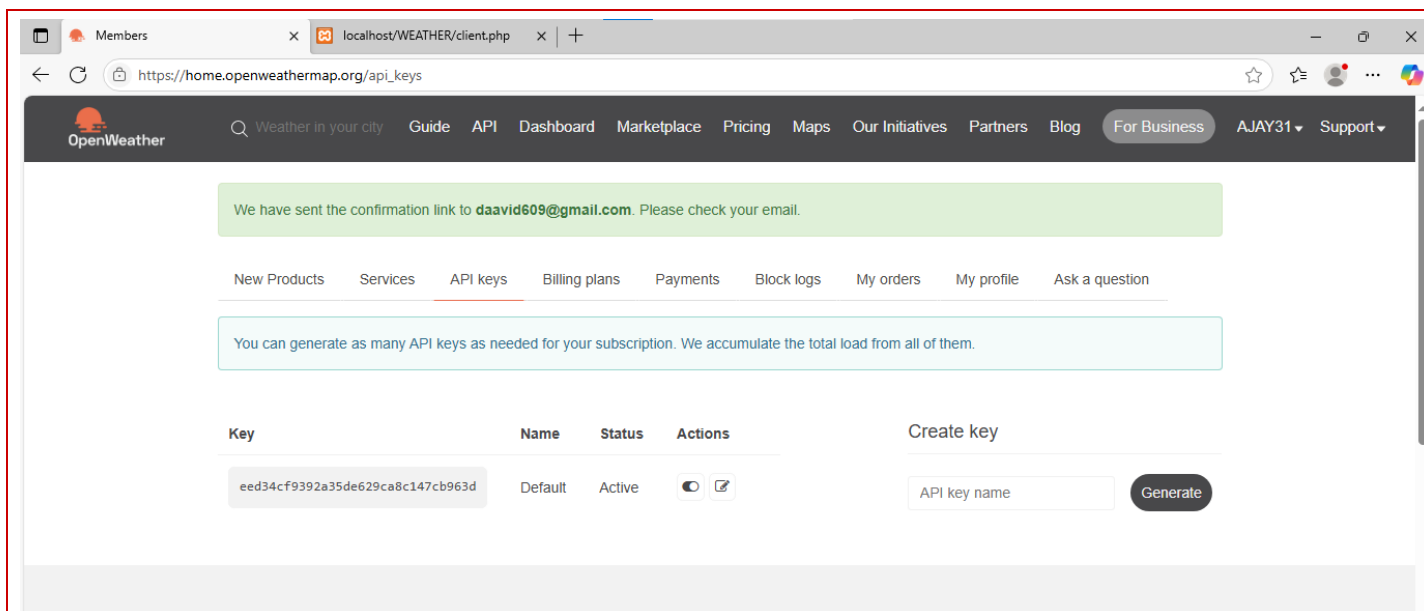 Members
localhost/WEATHER/client.php
https://home.openweathermap.org/api_keys
OpenWeather
Weather in your city Guide API Dashboard Marketplace Pricing Maps Our Initiatives Partners Blog For Business AJAY31 Support
We have sent the confirmation link to daavid609@gmail.com. Please check your email.
New Products Services API keys Billing plans Payments Block logs My orders My profile Ask a question
You can generate as many API keys as needed for your subscription. We accumulate the total load from all of them.
Key Name Status Actions
eed34cf9392a35de629ca8c147cb963d Default Active
Create key
API key name Generate